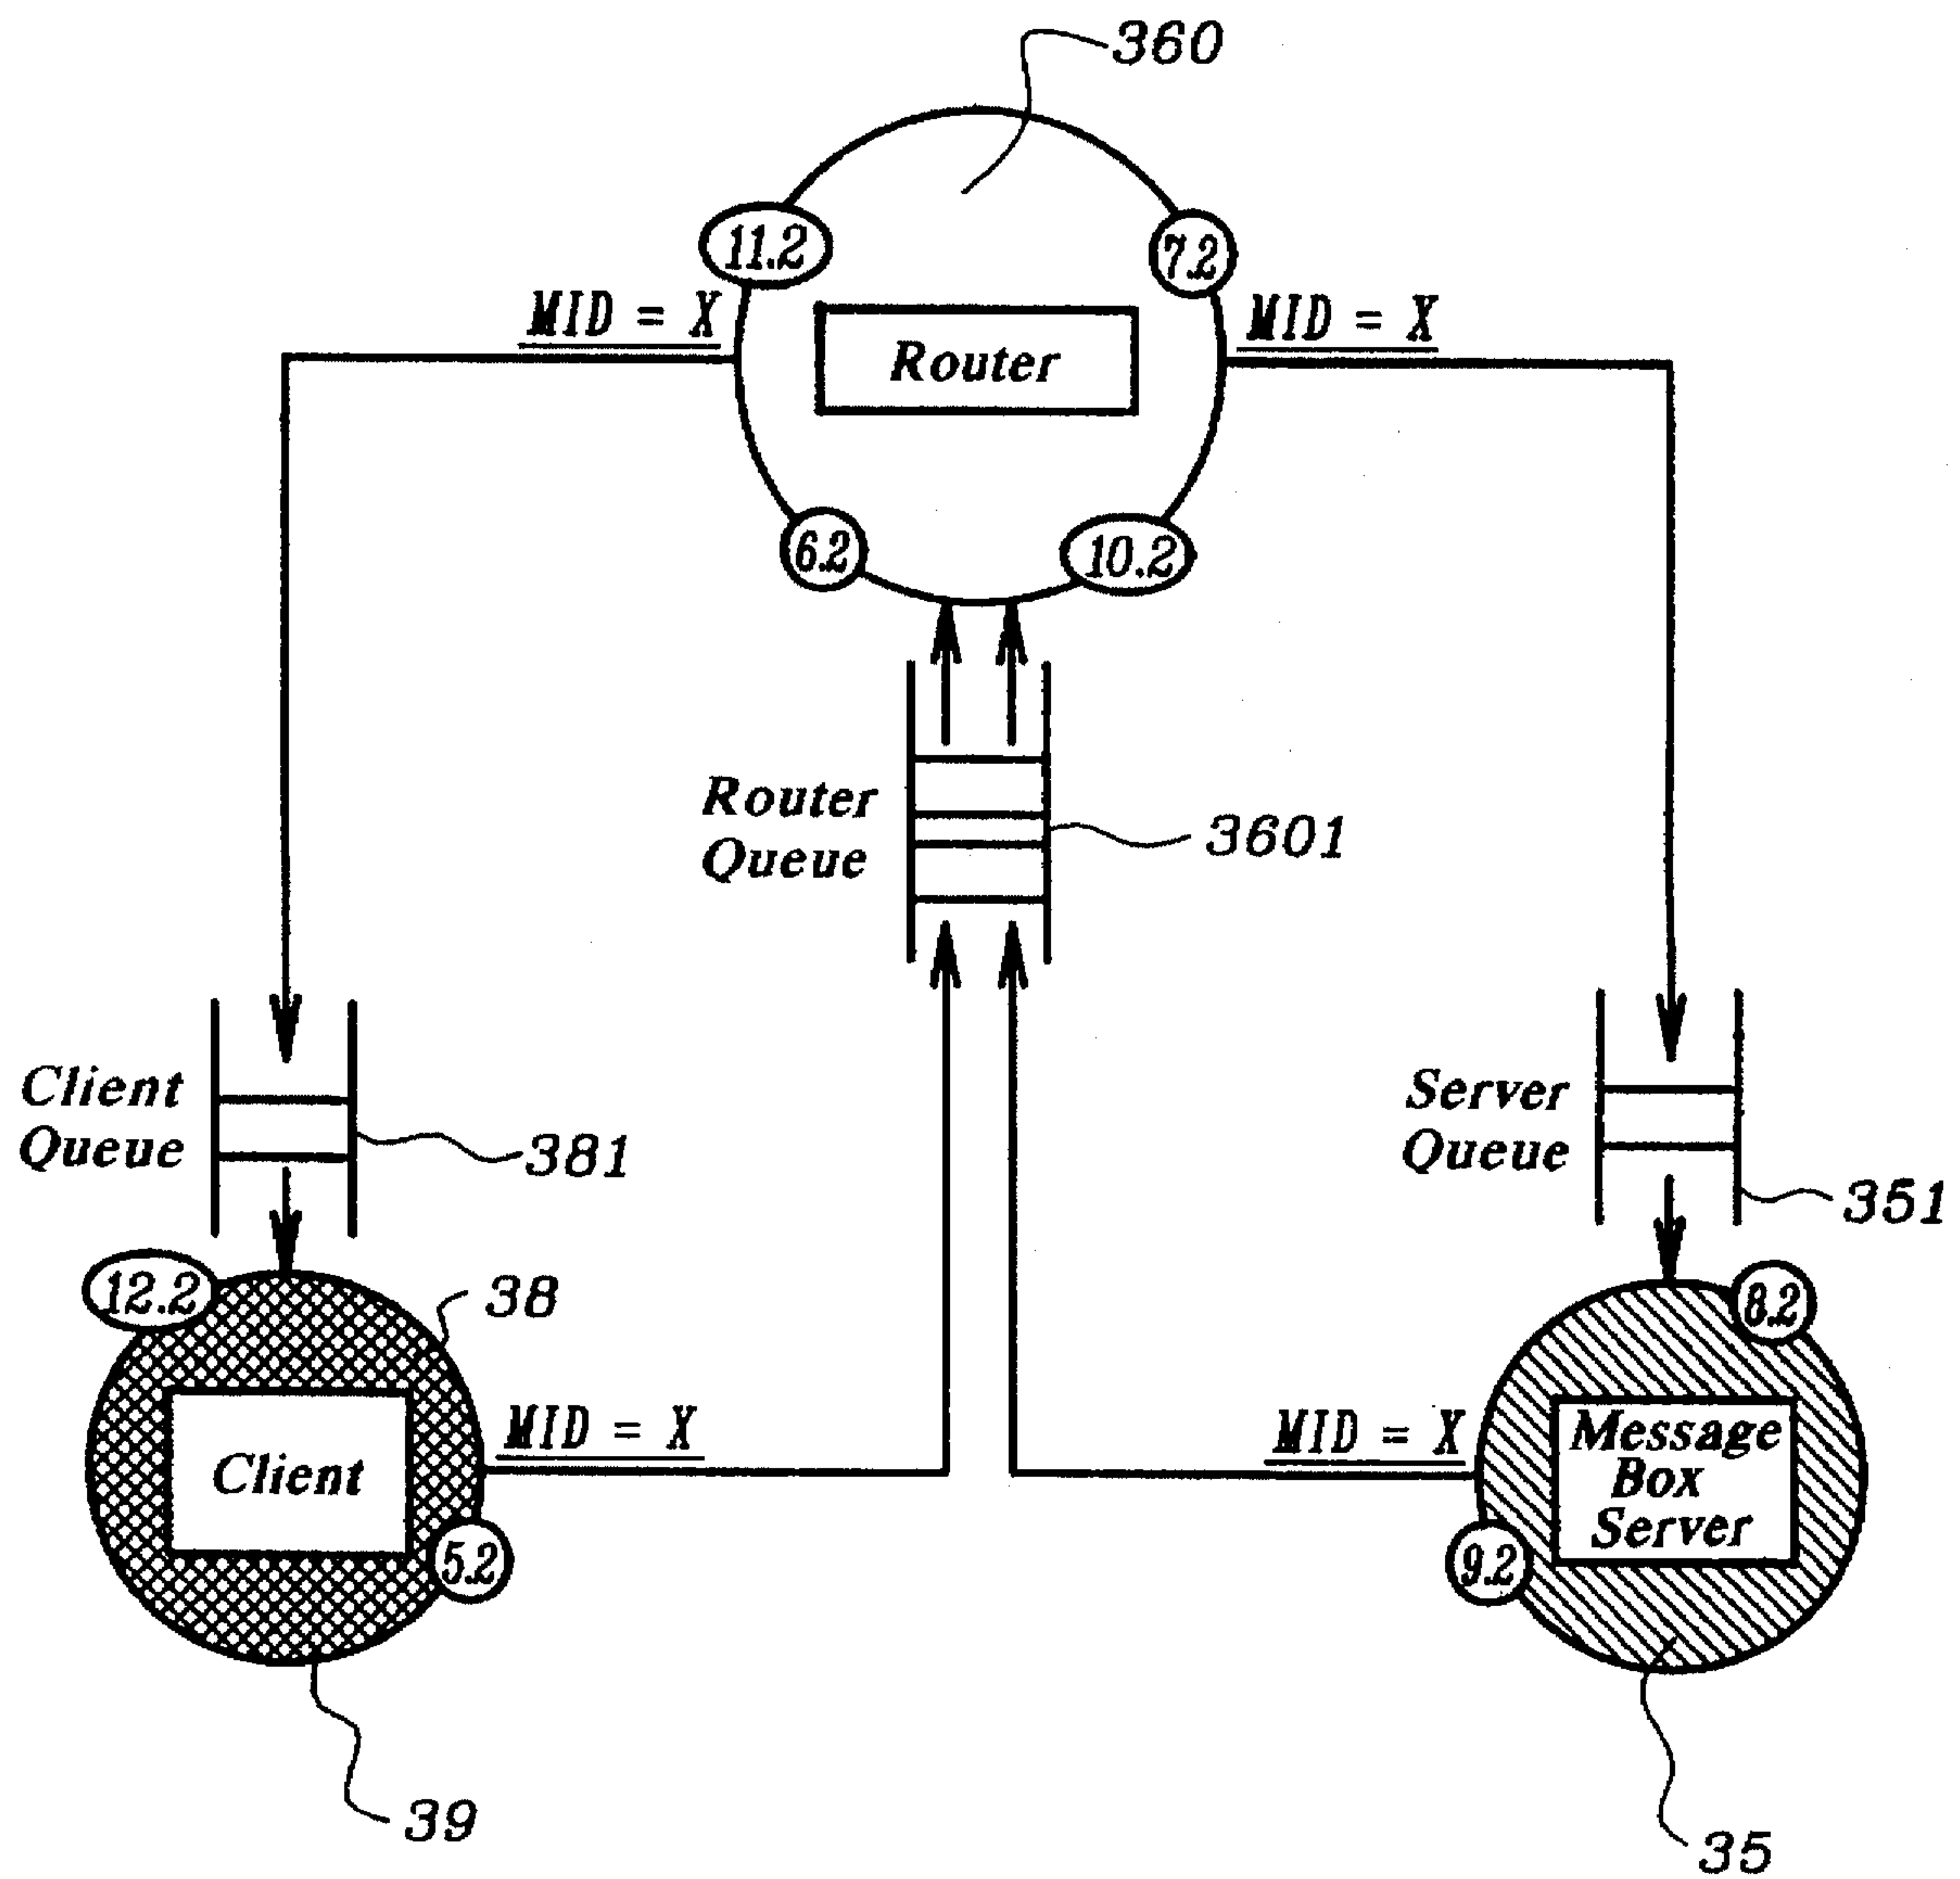 360
11.2
7.2
MID = X
MID = X
Router
6.2
10.2
Router
Queue
3601
Client
Queue
381
Server
Queue
351
12.2
38
8.2
MID = X
MID = X
Client
Message
Box
Server
5.2
9.2
39
35